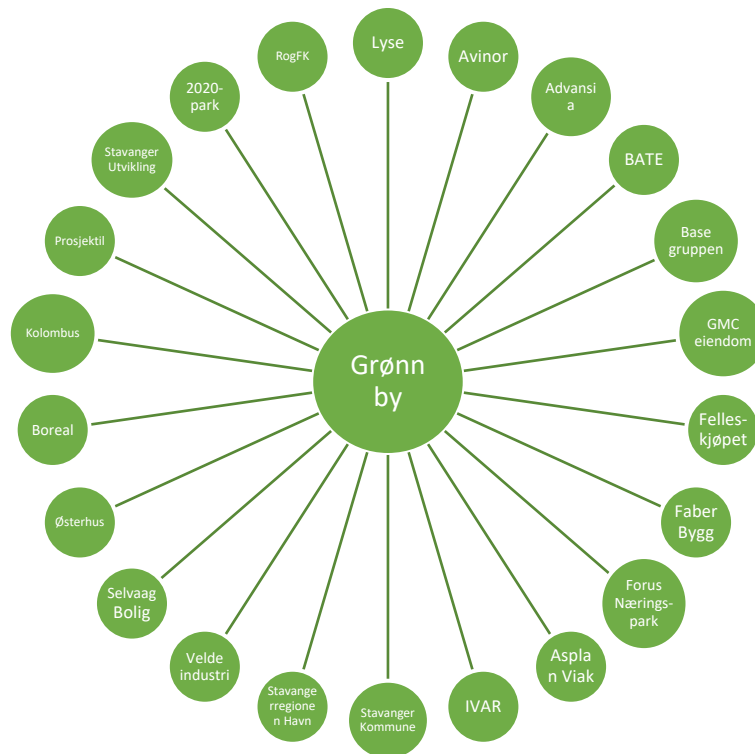 Lyse
Avinor
Advansi
a
BATE
Base
gruppen
GMC
eiendom
Felles-
kjøpet
Faber
Bygg
Forus
Nærings-
park
Aspla
n Viak
IVAR
Stavanger
Kommune
Stavange
rregione
n Havn
Velde
industri
Selvaag
Bolig
Østerhus
Boreal
Kolombus
Prosjektil
Stavanger
Utvikling
2020-
park
RogFK
Grønn
by